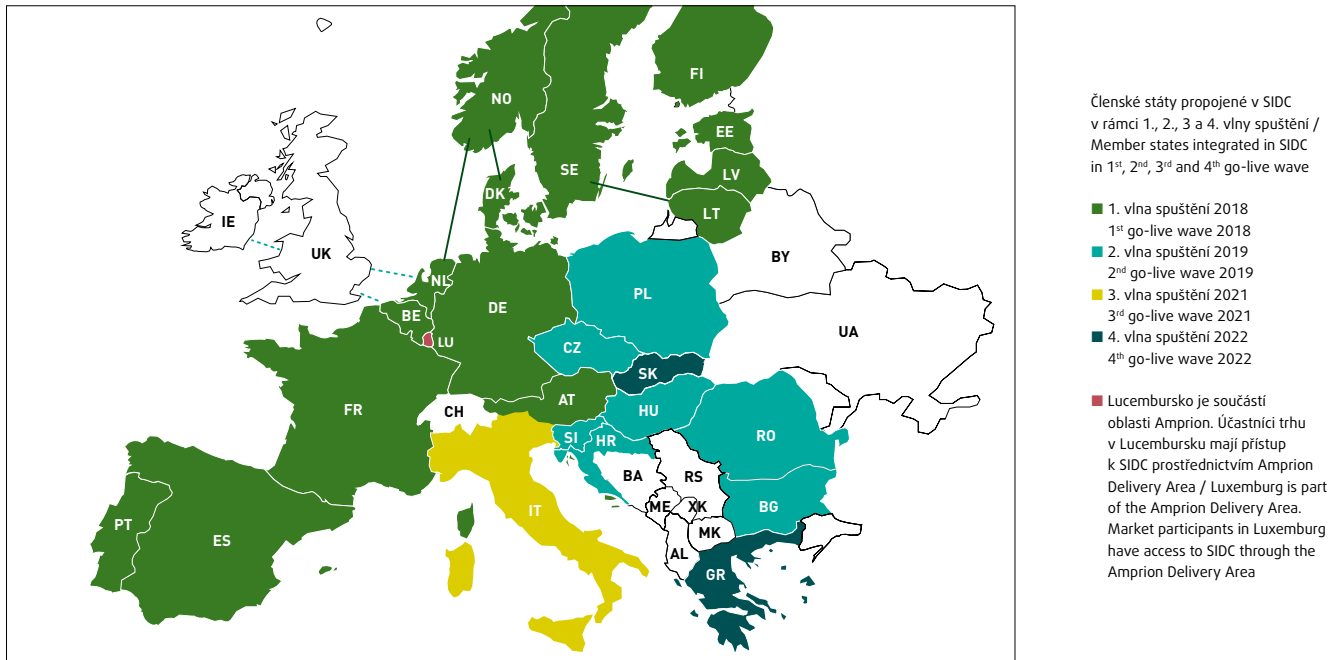 FI
NO
EE
SE
LV
DK
LT
IE
UK
BY
NL
PL
DE
BE
UA
LU
CZ
SK
FR
AT
CH
HU
SI
HR
RO
BA
RS
IT
ME
XK
BG
PT
MK
ES
AL
GR
Členské státy propojené v SIDC
v rámci 1., 2., 3 a 4. vlny spuštění /
Member states integrated in SIDC
in 1st, 2nd, 3rd and 4th go-live wave
1. vlna spuštění 2018
1st go-live wave 2018
2. vlna spuštění 2019
2nd go-live wave 2019
3. vlna spuštění 2021
3rd go-live wave 2021
4. vlna spuštění 2022
4th go-live wave 2022
Lucembursko je součástí
oblasti Amprion. Účastníci trhu
v Lucembursku mají přístup
k SIDC prostřednictvím Amprion
Delivery Area / Luxemburg is part
of the Amprion Delivery Area.
Market participants in Luxemburg
have access to SIDC through the
Amprion Delivery Area